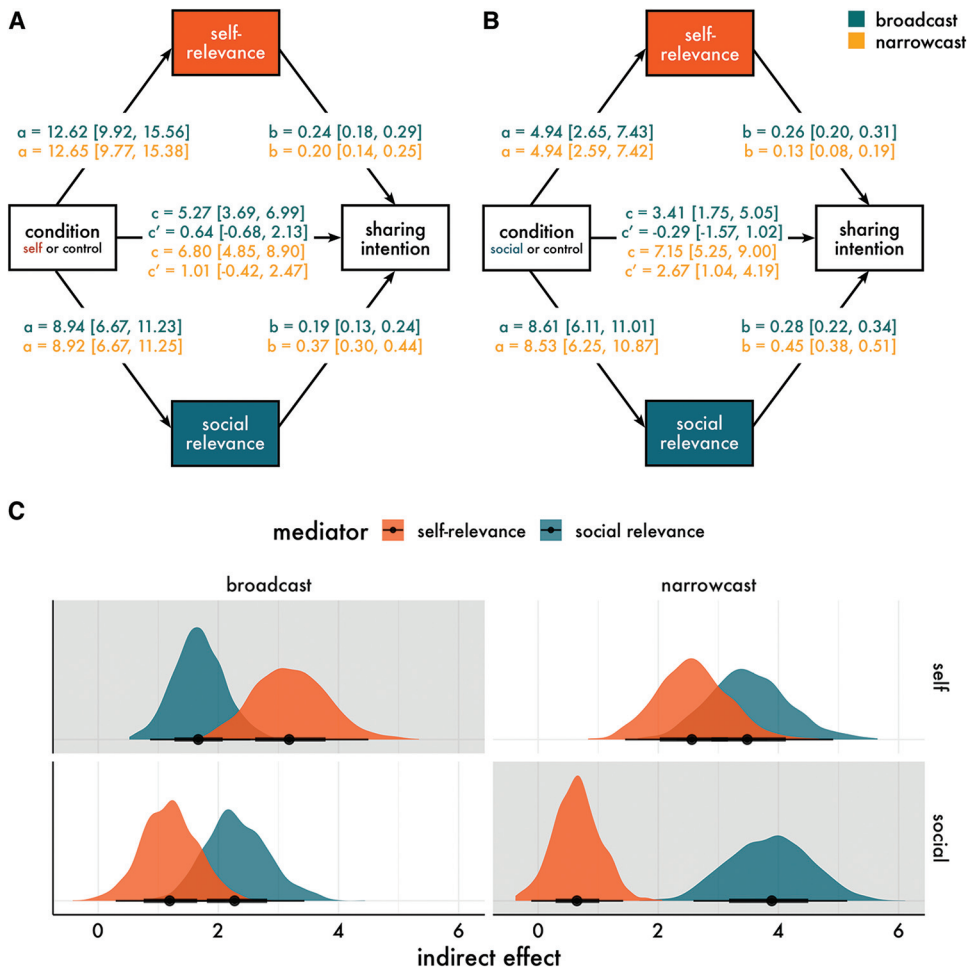 A
self-
relevance
a = 12.62 [9.92, 15.56]
a = 12.65 [9.77, 15.38]
b = 0.24 [0.18, 0.29]
b = 0.20 [0.14, 0.25]
condition
self or control
c = 5.27 [3.69, 6.99]
c' = 0.64 [-0.68, 2.13]
c = 6.80 [4.85, 8.90]
c' = 1.01 [-0.42, 2.47]
sharing
intention
a = 8.94 [6.67, 11.23]
a = 8.92 [6.67, 11.25]
b = 0.19 [0.13, 0.24]
b = 0.37 [0.30, 0.44]
social
relevance
B
broadcast
narrowcast
self-
relevance
a = 4.94 [2.65, 7.43]
a = 4.94 [2.59, 7.42]
b = 0.26 [0.20, 0.31]
b = 0.13 [0.08, 0.19]
condition
social or control
c = 3.41 [1.75, 5.05]
c' = -0.29 [-1.57, 1.02]
c = 7.15 [5.25, 9.00]
c' = 2.67 [1.04, 4.19]
sharing
intention
a = 8.61 [6.11, 11.01]
a = 8.53 [6.25, 10.87]
b = 0.28 [0.22, 0.34]
b = 0.45 [0.38, 0.51]
social
relevance
C
mediator self-relevance social relevance
broadcast narrowcast
self
social
0 2 4 6 0 2 4 6
indirect effect